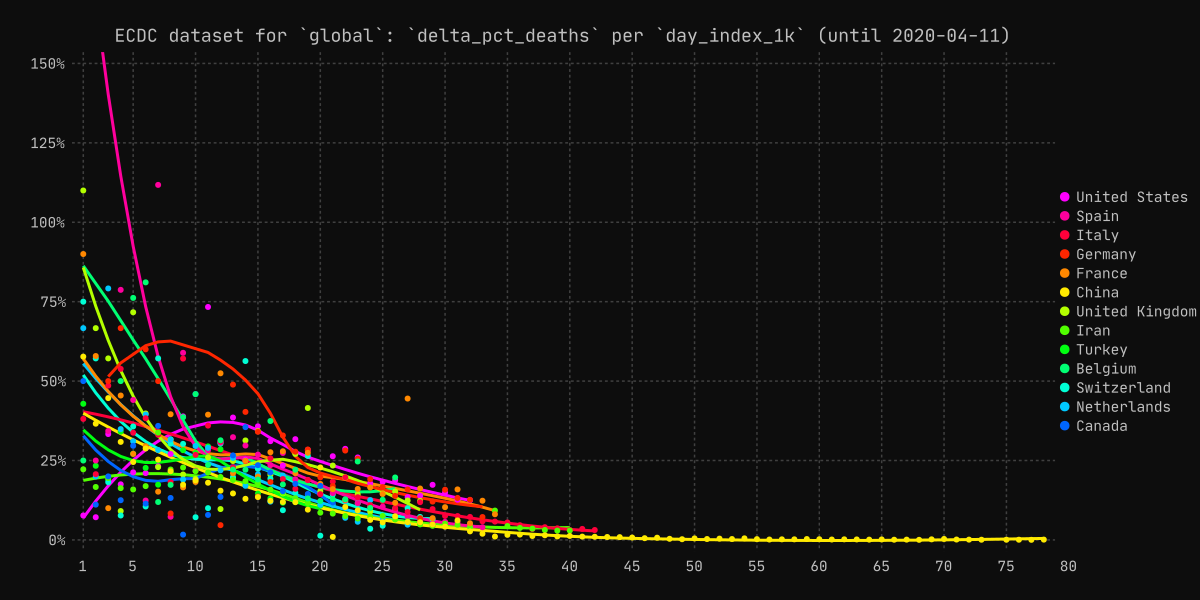 ECDC dataset for `global`: `delta_pct_deaths` per `day_index_1k` (until 2020-04-11)
150%
125%
100%
75%
50%
25%
0%
1 5 10 15 20 25 30 35 40 45 50 55 60 65 70 75 80
United States
Spain
Italy
Germany
France
China
United Kingdom
Iran
Turkey
Belgium
Switzerland
Netherlands
Canada